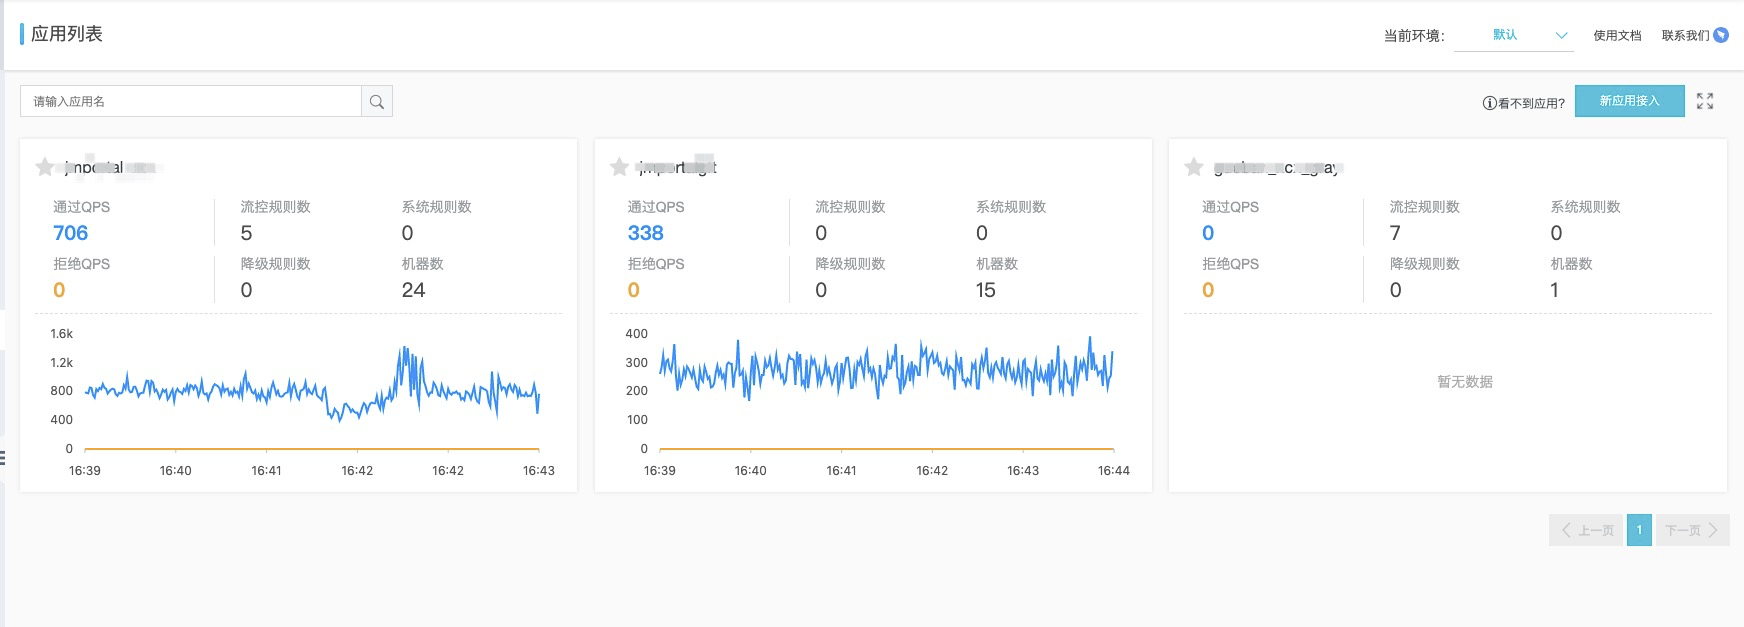 应用列表
当前环境: 默认 使用文档 联系我们
请输入应用名
看不到应用? 新应用接入
通过QPS 流控规则数 系统规则数
706 5 0
拒绝QPS 降级规则数 机器数
0 0 24
1.6k
1.2k
800
400
0
16:39 16:40 16:41 16:42 16:42 16:43
通过QPS 流控规则数 系统规则数
338 0 0
拒绝QPS 降级规则数 机器数
0 0 15
400
300
200
100
0
16:39 16:40 16:41 16:42 16:43 16:44
通过QPS 流控规则数 系统规则数
0 7 0
拒绝QPS 降级规则数 机器数
0 0 1
暂无数据
上一页 1 下一页